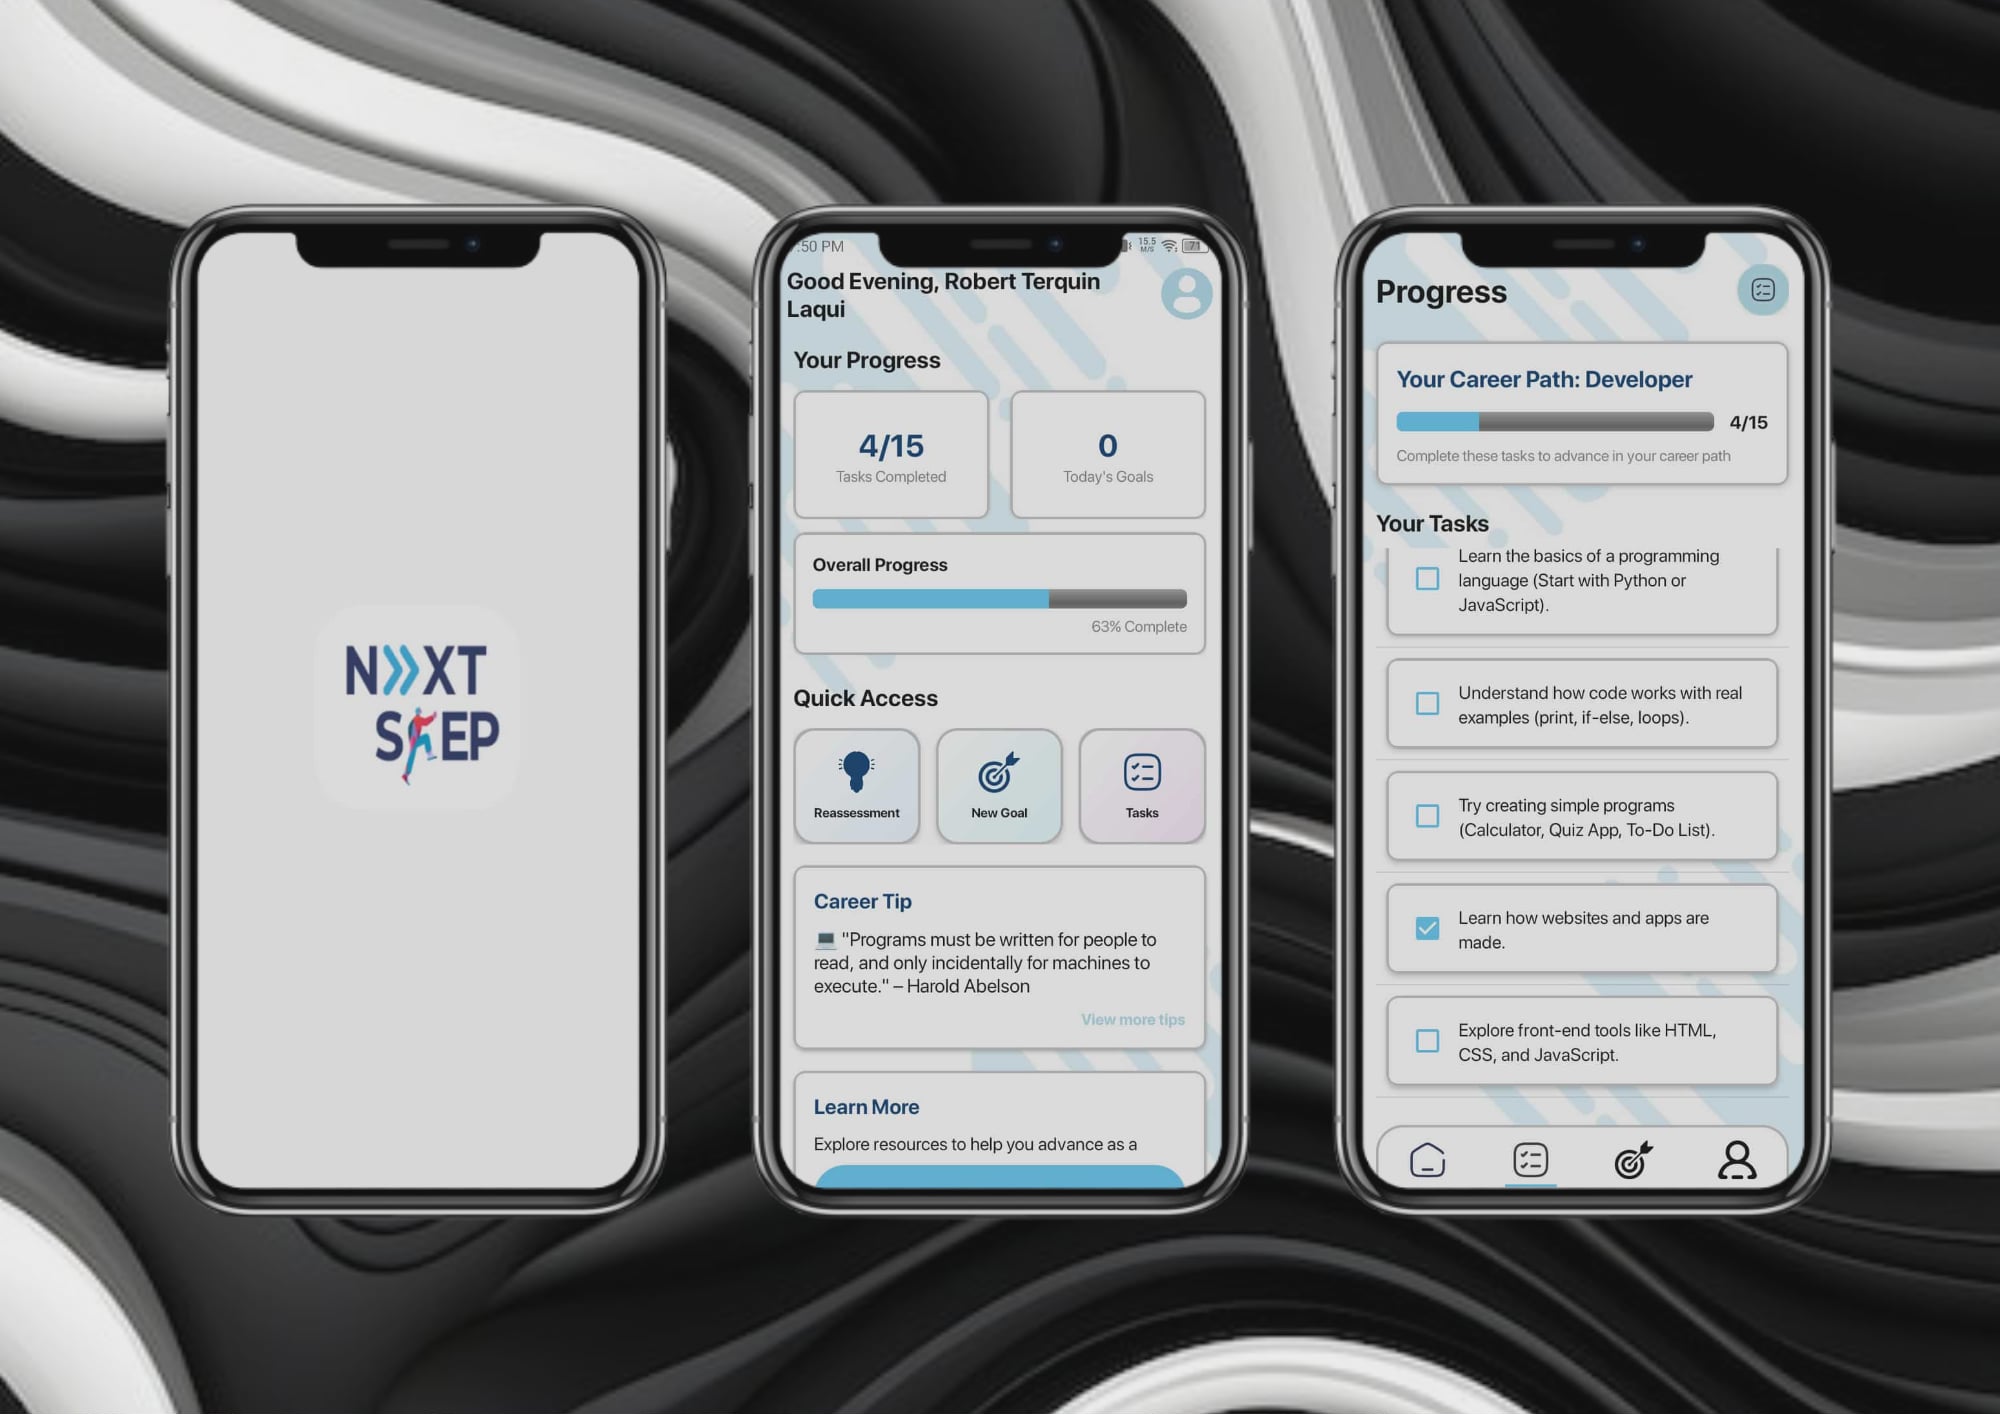 N»XT
STEP
:50 PM
15.5
M/S
71
Good Evening, Robert Terquin
Laqui
Your Progress
4/15
Tasks Completed
0
Today's Goals
Overall Progress
63% Complete
Quick Access
Reassessment
New Goal
Tasks
Career Tip
💻 "Programs must be written for people to
read, and only incidentally for machines to
execute." – Harold Abelson
View more tips
Learn More
Explore resources to help you advance as a
Progress
Your Career Path: Developer
4/15
Complete these tasks to advance in your career path
Your Tasks
Learn the basics of a programming
language (Start with Python or
JavaScript).
Understand how code works with real
examples (print, if-else, loops).
Try creating simple programs
(Calculator, Quiz App, To-Do List).
Learn how websites and apps are
made.
Explore front-end tools like HTML,
CSS, and JavaScript.